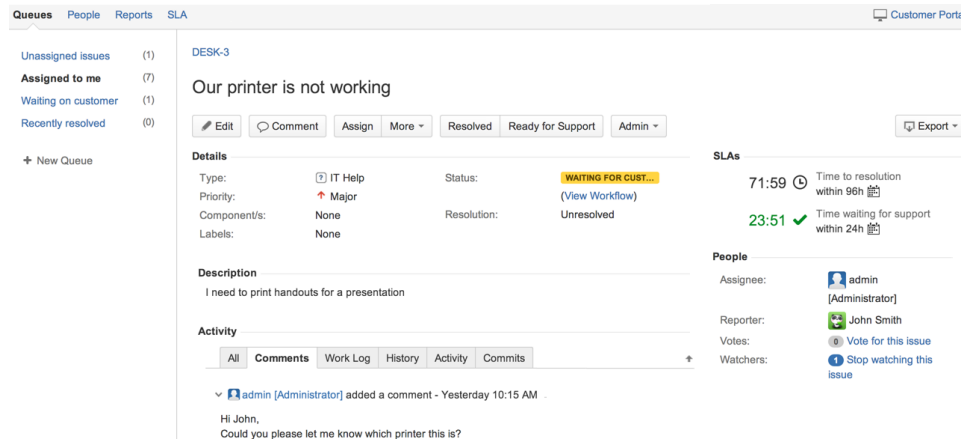 Queues People Reports SLA
Customer Porta
Unassigned issues (1)
Assigned to me (7)
Waiting on customer (1)
Recently resolved (0)
+ New Queue
DESK-3
Our printer is not working
Edit Comment Assign More Resolved Ready for Support Admin Export
Details
Type: IT Help
Priority: Major
Component/s: None
Labels: None
Status: WAITING FOR CUST...
(View Workflow)
Resolution: Unresolved
Description
I need to print handouts for a presentation
Activity
All Comments Work Log History Activity Commits
admin [Administrator] added a comment - Yesterday 10:15 AM
Hi John,
Could you please let me know which printer this is?
SLAs
71:59 Time to resolution
within 96h
23:51 Time waiting for support
within 24h
People
Assignee: admin
[Administrator]
Reporter: John Smith
Votes: 0 Vote for this issue
Watchers: 1 Stop watching this
issue